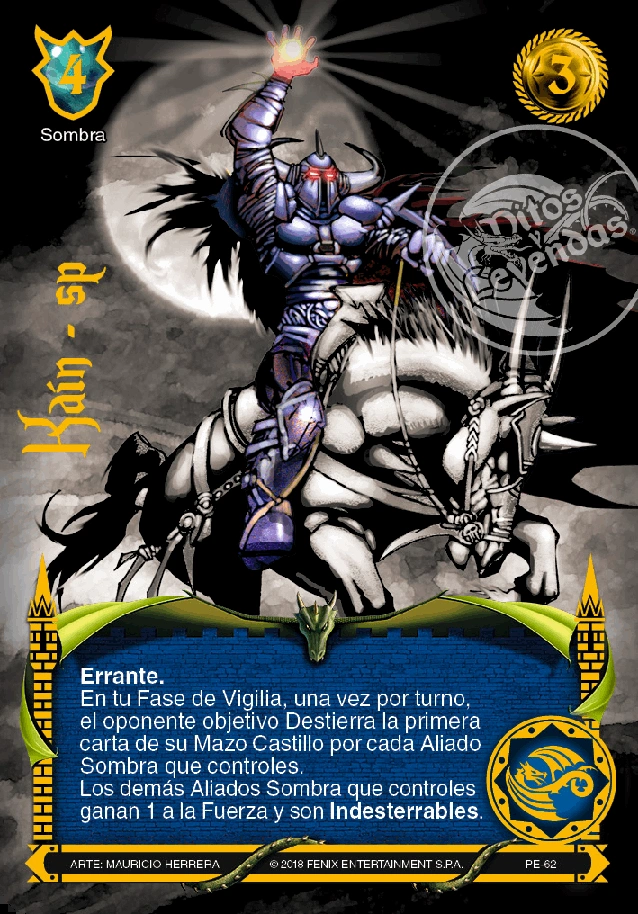 4
Sombra
3
Mitos
y
Leyendas
Kaín - sp
Errante.
En tu Fase de Vigilia, una vez por turno,
el oponente objetivo Destierra la primera
carta de su Mazo Castillo por cada Aliado
Sombra que controles.
Los demás Aliados Sombra que controles
ganan 1 a la Fuerza y son Indesterrables.
ARTE: MAURICIO HERRERA
© 2018 FENIX ENTERTAINMENT S.P.A.
PE-62